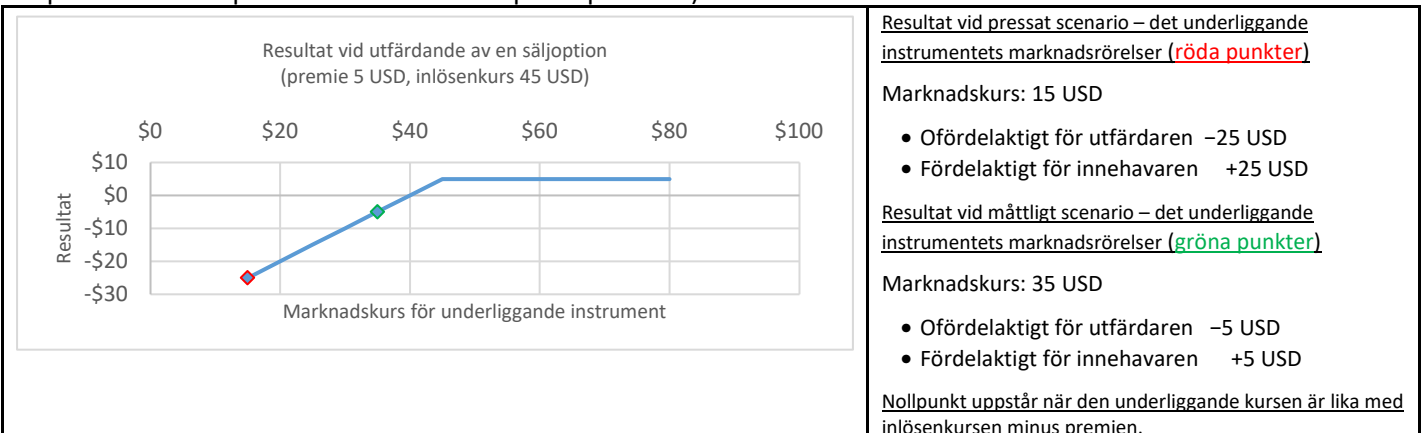 Resultat vid utfärdande av en säljoption
(premie 5 USD, inlösenkurs 45 USD)
$0 $20 $40 $60 $80 $100
$10
$0
-$10
-$20
-$30
Resultat
Marknadskurs för underliggande instrument
Resultat vid pressat scenario – det underliggande
instrumentets marknadsrörelser (röda punkter)
Marknadskurs: 15 USD
• Ofördelaktigt för utfärdaren −25 USD
• Fördelaktigt för innehavaren +25 USD
Resultat vid måttligt scenario – det underliggande
instrumentets marknadsrörelser (gröna punkter)
Marknadskurs: 35 USD
• Ofördelaktigt för utfärdaren −5 USD
• Fördelaktigt för innehavaren +5 USD
Nollpunkt uppstår när den underliggande kursen är lika med
inlösenkursen minus premien.